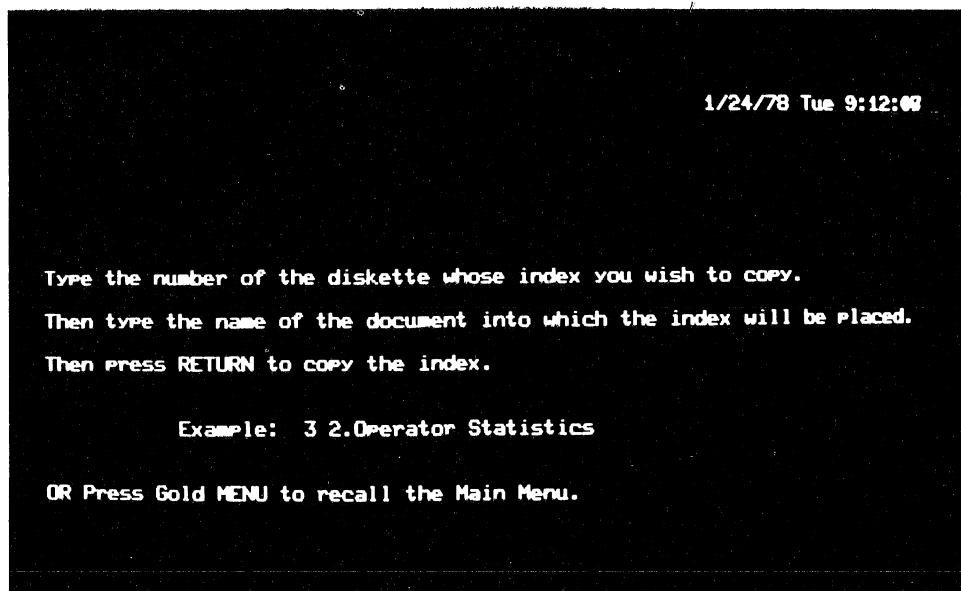 1/24/78 Tue 9:12:
Type the number of the diskette whose index you wish to copy.
Then type the name of the document into which the index will be placed.
Then press RETURN to copy the index.
Example: 3 2.Operator Statistics
OR Press Gold MENU to recall the Main Menu.